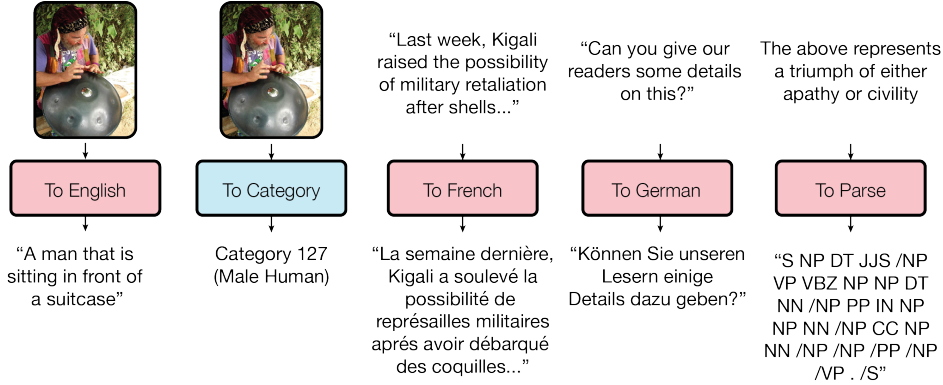 “Last week, Kigali
raised the possibility
of military retaliation
after shells...”
“Can you give our
readers some details
on this?”
The above represents
a triumph of either
apathy or civility
To English
To Category
To French
To German
To Parse
“A man that is
sitting in front of
a suitcase”
Category 127
(Male Human)
“La semaine dernière,
Kigali a soulevé la
possibilité de
représailles militaires
aprés avoir débarqué
des coquilles...”
“Können Sie unseren
Lesern einige
Details dazu geben?”
“S NP DT JJS /NP
VP VBZ NP NP DT
NN /NP PP IN NP
NP NN /NP CC NP
NN /NP /NP /PP /NP
/VP . /S”